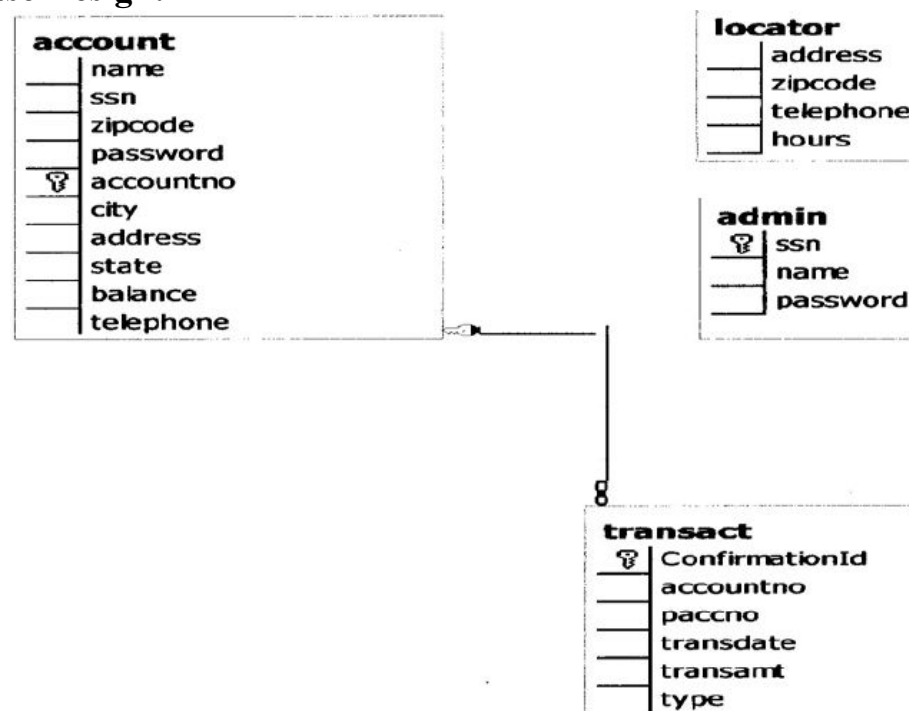 account
name
ssn
zipcode
password
accountno
city
address
state
balance
telephone
locator
address
zipcode
telephone
hours
admin
ssn
name
password
transact
ConfirmationId
accountno
paccno
transdate
transamt
type